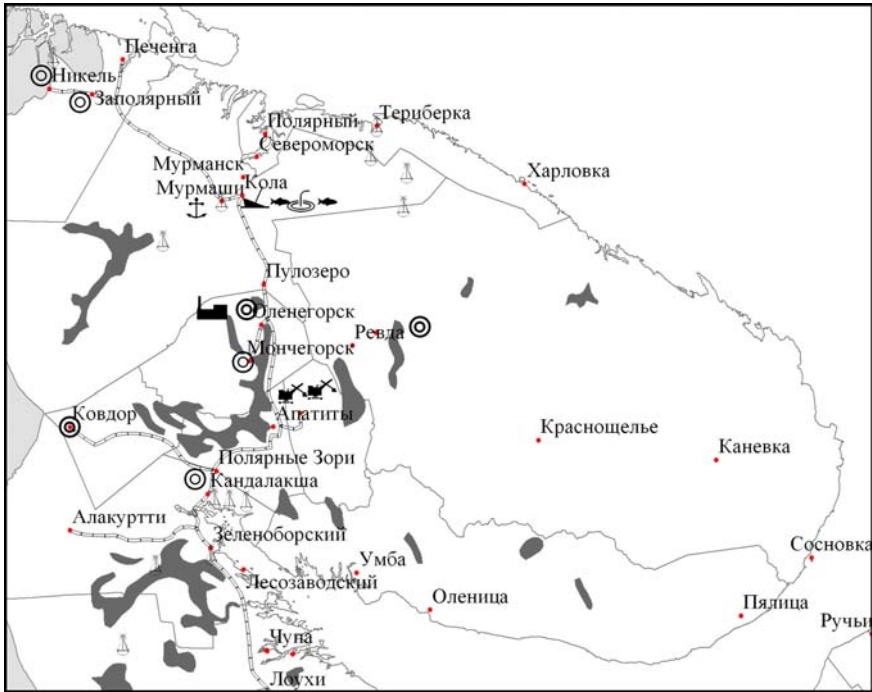 Печенга
Никель
Заполярный
Териберка
Полярный
Североморск
Мурманск
Кола
Харловка
Мурмаши
Пулозеро
Оленегорск
Ревда
Мончегорск
Ковдор
Апатиты
Краснощелье
Каневка
Полярные Зори
Кандалакша
Алакуртти
Зеленоборский
Сосновка
Умба
Лесозаводский
Оленица
Пялица
Ручьи
Чупа
Лоухи